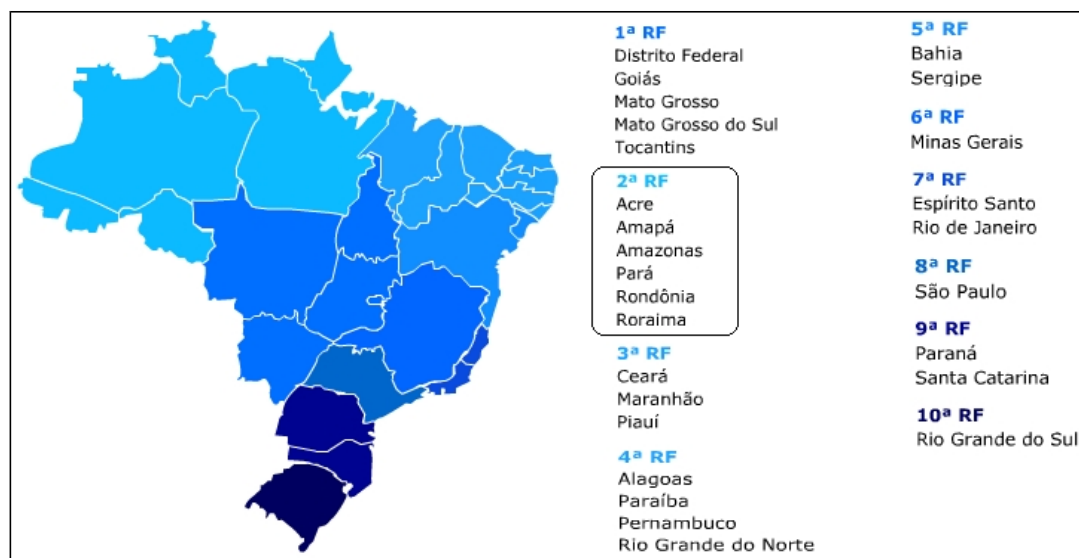 1ª RF
Distrito Federal
Goiás
Mato Grosso
Mato Grosso do Sul
Tocantins
2ª RF
Acre
Amapá
Amazonas
Pará
Rondônia
Roraima
3ª RF
Ceará
Maranhão
Piauí
4ª RF
Alagoas
Paraíba
Pernambuco
Rio Grande do Norte
5ª RF
Bahia
Sergipe
6ª RF
Minas Gerais
7ª RF
Espírito Santo
Rio de Janeiro
8ª RF
São Paulo
9ª RF
Paraná
Santa Catarina
10ª RF
Rio Grande do Sul